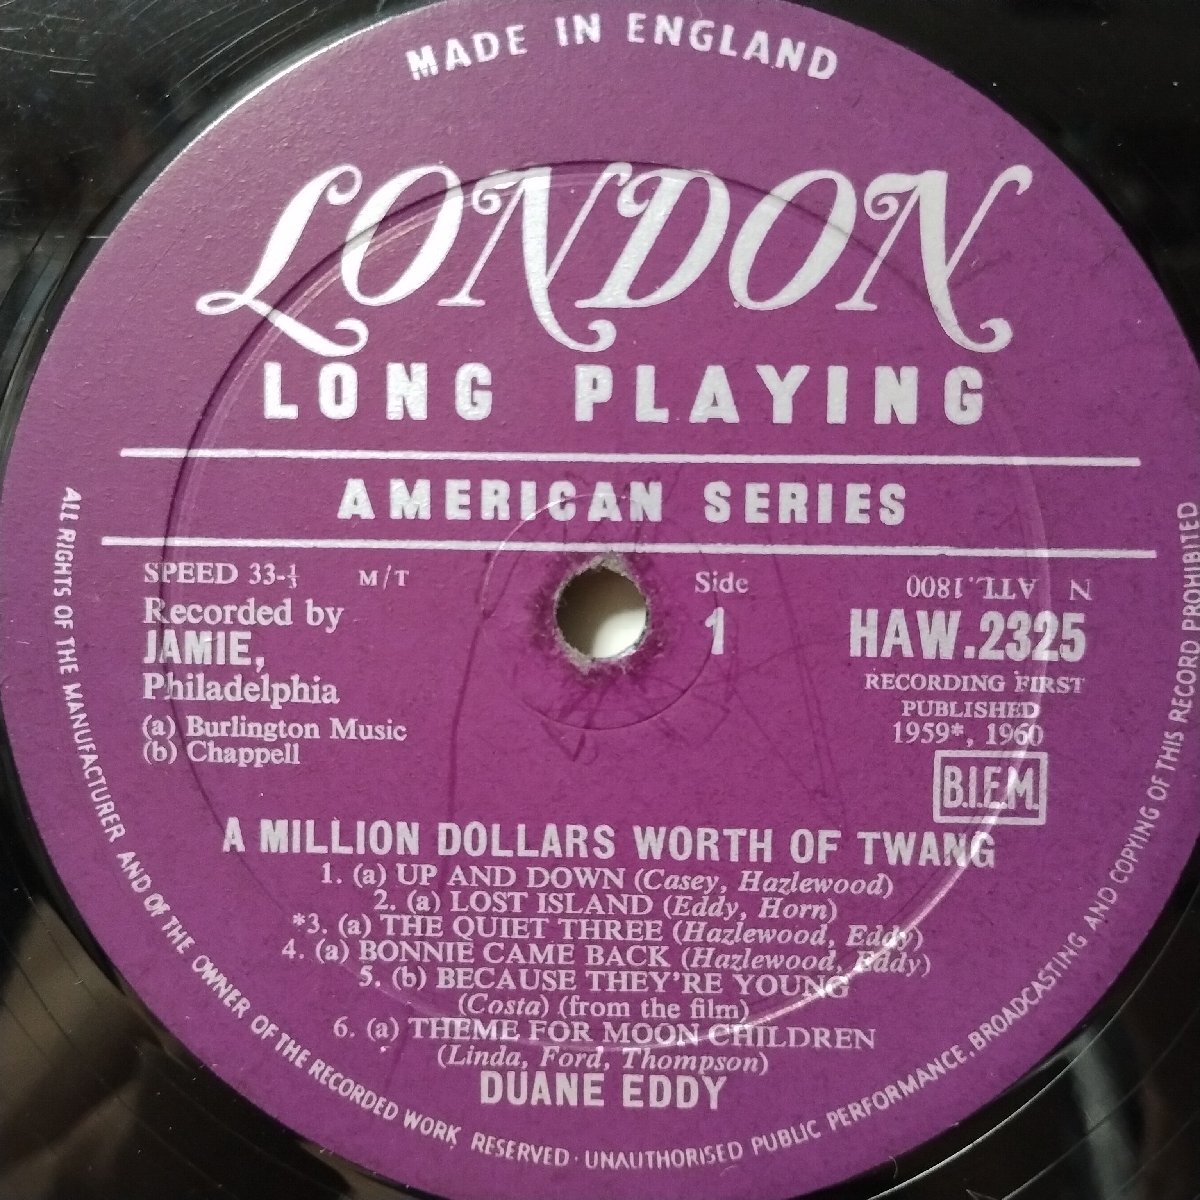 MADE IN ENGLAND
LONDON
LONG PLAYING
AMERICAN SERIES
SPEED 33-⅓ M/T
Recorded by
JAMIE,
Philadelphia
(a) Burlington Music
(b) Chappell
Side
1
N ATL.1800
HAW.2325
RECORDING FIRST
PUBLISHED
1959*, 1960
B.I.E.M.
A MILLION DOLLARS WORTH OF TWANG
1. (a) UP AND DOWN (Casey, Hazlewood)
2. (a) LOST ISLAND (Eddy, Horn)
*3. (a) THE QUIET THREE (Hazlewood, Eddy)
4. (a) BONNIE CAME BACK (Hazlewood, Eddy)
5. (b) BECAUSE THEY'RE YOUNG
(Costa) (from the film)
6. (a) THEME FOR MOON CHILDREN
(Linda, Ford, Thompson)
DUANE EDDY
ALL RIGHTS OF THE MANUFACTURER AND OF THE OWNER OF THE RECORDED WORK RESERVED · UNAUTHORISED PUBLIC PERFORMANCE, BROADCASTING AND COPYING OF THIS RECORD PROHIBITED